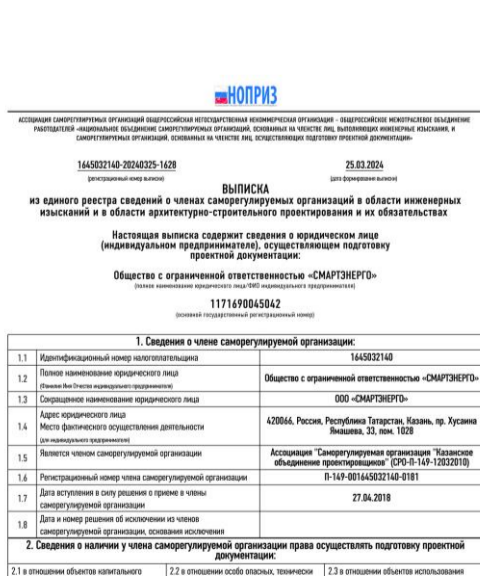 НОПРИЗ
АССОЦИАЦИЯ САМОРЕГУЛИРУЕМЫХ ОРГАНИЗАЦИЙ ОБЩЕРОССИЙСКАЯ НЕГОСУДАРСТВЕННАЯ НЕКОММЕРЧЕСКАЯ ОРГАНИЗАЦИЯ – ОБЩЕРОССИЙСКОЕ МЕЖОТРАСЛЕВОЕ ОБЪЕДИНЕНИЕ
РАБОТОДАТЕЛЕЙ «НАЦИОНАЛЬНОЕ ОБЪЕДИНЕНИЕ САМОРЕГУЛИРУЕМЫХ ОРГАНИЗАЦИЙ, ОСНОВАННЫХ НА ЧЛЕНСТВЕ ЛИЦ, ВЫПОЛНЯЮЩИХ ИНЖЕНЕРНЫЕ ИЗЫСКАНИЯ, И
САМОРЕГУЛИРУЕМЫХ ОРГАНИЗАЦИЙ, ОСНОВАННЫХ НА ЧЛЕНСТВЕ ЛИЦ, ОСУЩЕСТВЛЯЮЩИХ ПОДГОТОВКУ ПРОЕКТНОЙ ДОКУМЕНТАЦИИ»
1645032140-20240325-1628 25.03.2024
(регистрационный номер выписки) (дата формирования выписки)
ВЫПИСКА
из единого реестра сведений о членах саморегулируемых организаций в области инженерных
изысканий и в области архитектурно-строительного проектирования и их обязательствах
Настоящая выписка содержит сведения о юридическом лице
(индивидуальном предпринимателе), осуществляющем подготовку
проектной документации:
Общество с ограниченной ответственностью «СМАРТЭНЕРГО»
(полное наименование юридического лица/ФИО индивидуального предпринимателя)
1171690045042
(основной государственный регистрационный номер)
1. Сведения о члене саморегулируемой организации:
1.1 Идентификационный номер налогоплательщика 1645032140
1.2 Полное наименование юридического лица
(Фамилия Имя Отчество индивидуального предпринимателя)
Общество с ограниченной ответственностью «СМАРТЭНЕРГО»
1.3 Сокращенное наименование юридического лица ООО «СМАРТЭНЕРГО»
1.4 Адрес юридического лица
Место фактического осуществления деятельности
(для индивидуального предпринимателя)
420066, Россия, Республика Татарстан, Казань, пр. Хусаина
Ямашева, 33, пом. 1028
1.5 Является членом саморегулируемой организации
Ассоциация "Саморегулируемая организация "Казанское
объединение проектировщиков" (СРО-П-149-12032010)
1.6 Регистрационный номер члена саморегулируемой организации П-149-001645032140-0181
1.7 Дата вступления в силу решения о приеме в члены
саморегулируемой организации
27.04.2018
1.8 Дата и номер решения об исключении из членов
саморегулируемой организации, основания исключения
2. Сведения о наличии у члена саморегулируемой организации права осуществлять подготовку проектной
документации:
2.1 в отношении объектов капитального 2.2 в отношении особо опасных, технически 2.3 в отношении объектов использования